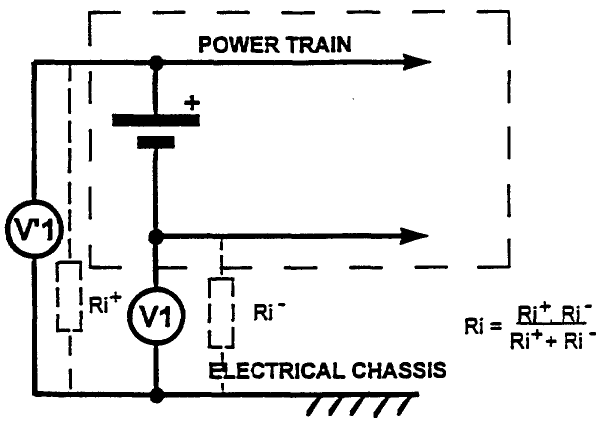 POWER TRAIN
+
V'1
Ri+
V1
Ri-
Ri = Ri+ . Ri- / Ri+ + Ri-
ELECTRICAL CHASSIS